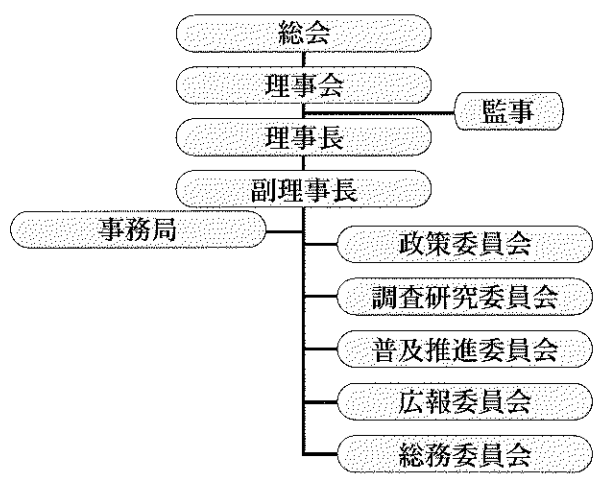 総会
理事会
監事
理事長
副理事長
事務局
政策委員会
調査研究委員会
普及推進委員会
広報委員会
総務委員会